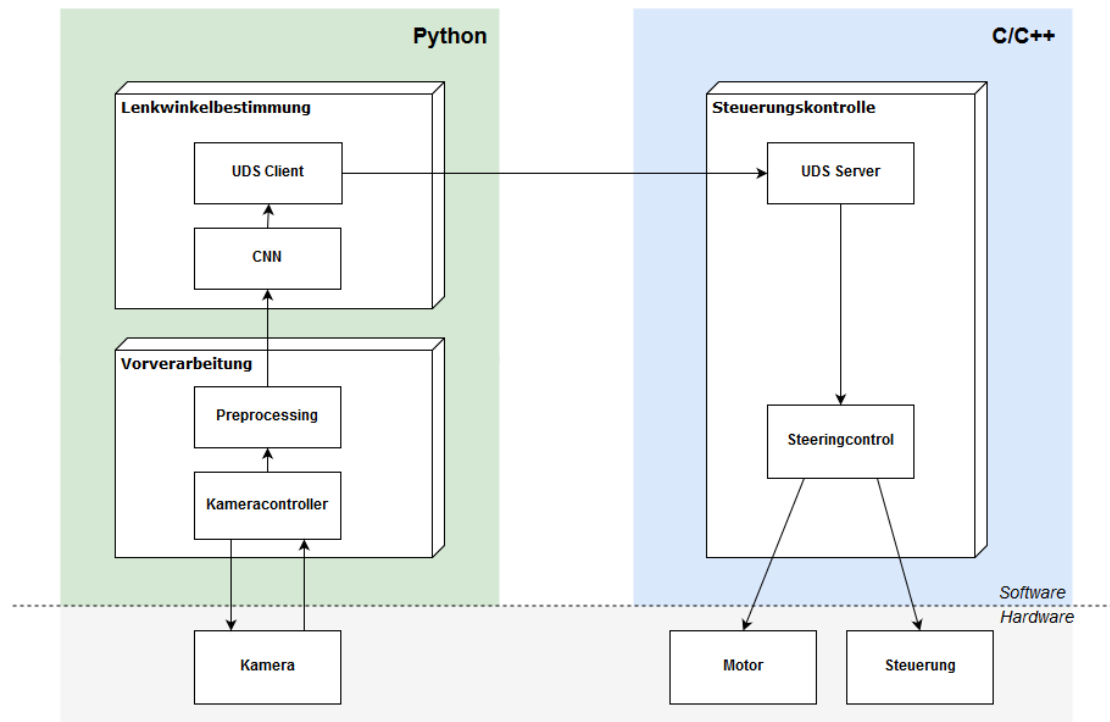 Python
C/C++
Lenkwinkelbestimmung
Steuerungskontrolle
UDS Client
UDS Server
CNN
Vorverarbeitung
Preprocessing
Steeringcontrol
Kameracontroller
Software
Hardware
Kamera
Motor
Steuerung